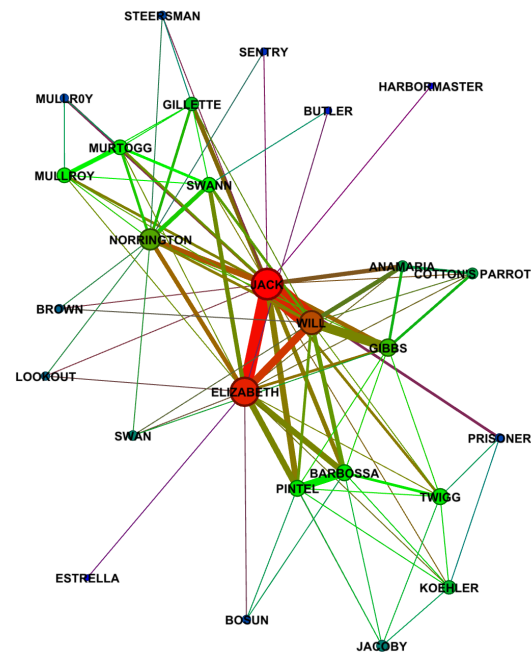 STEERSMAN
SENTRY
HARBORMASTER
MULLR0Y
GILLETTE
BUTLER
MURTOGG
MULLROY
SWANN
NORRINGTON
ANAMARIA
COTTON'S PARROT
JACK
BROWN
WILL
GIBBS
LOOKOUT
ELIZABETH
SWAN
PRISONER
BARBOSSA
PINTEL
TWIGG
ESTRELLA
KOEHLER
BOSUN
JACOBY